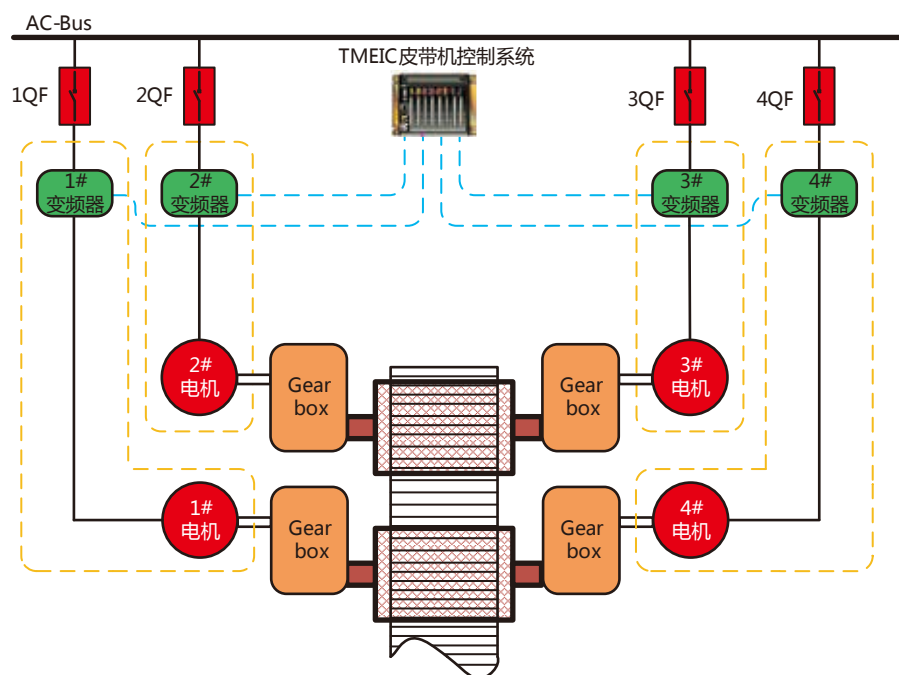 AC-Bus
TMEIC皮带机控制系统
1QF
2QF
3QF
4QF
1#
变频器
2#
变频器
3#
变频器
4#
变频器
2#
电机
Gear
box
Gear
box
3#
电机
1#
电机
Gear
box
Gear
box
4#
电机